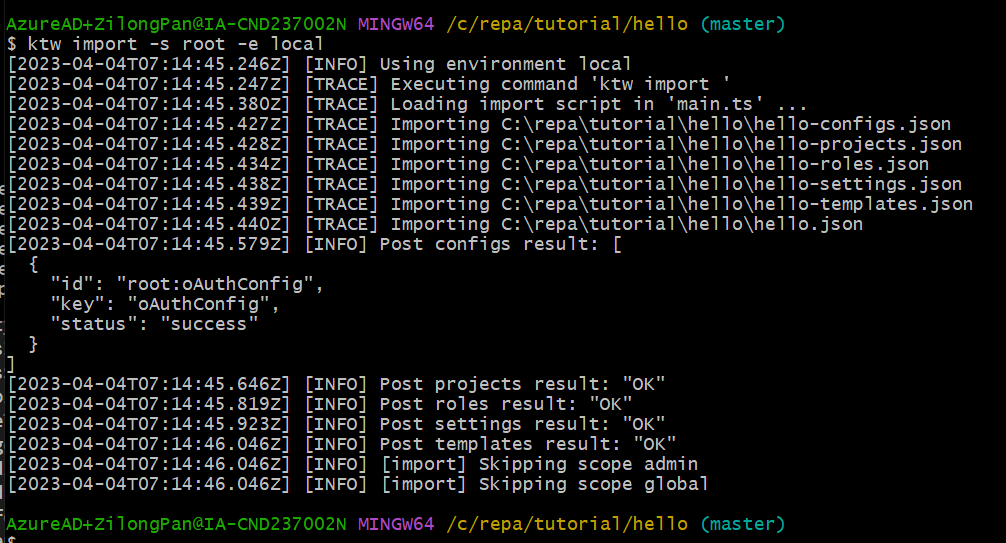 AzureAD+ZilongPan@IA-CND237002N MINGW64 /c/repa/tutorial/hello (master)
$ ktw import -s root -e local
[2023-04-04T07:14:45.246Z] [INFO] Using environment local
[2023-04-04T07:14:45.247Z] [TRACE] Executing command 'ktw import '
[2023-04-04T07:14:45.380Z] [TRACE] Loading import script in 'main.ts' ...
[2023-04-04T07:14:45.427Z] [TRACE] Importing C:\repa\tutorial\hello\hello-configs.json
[2023-04-04T07:14:45.428Z] [TRACE] Importing C:\repa\tutorial\hello\hello-projects.json
[2023-04-04T07:14:45.434Z] [TRACE] Importing C:\repa\tutorial\hello\hello-roles.json
[2023-04-04T07:14:45.438Z] [TRACE] Importing C:\repa\tutorial\hello\hello-settings.json
[2023-04-04T07:14:45.439Z] [TRACE] Importing C:\repa\tutorial\hello\hello-templates.json
[2023-04-04T07:14:45.440Z] [TRACE] Importing C:\repa\tutorial\hello\hello.json
[2023-04-04T07:14:45.579Z] [INFO] Post configs result: [
  {
    "id": "root:oAuthConfig",
    "key": "oAuthConfig",
    "status": "success"
  }
]
[2023-04-04T07:14:45.646Z] [INFO] Post projects result: "OK"
[2023-04-04T07:14:45.819Z] [INFO] Post roles result: "OK"
[2023-04-04T07:14:45.923Z] [INFO] Post settings result: "OK"
[2023-04-04T07:14:46.046Z] [INFO] Post templates result: "OK"
[2023-04-04T07:14:46.046Z] [INFO] [import] Skipping scope admin
[2023-04-04T07:14:46.046Z] [INFO] [import] Skipping scope global
AzureAD+ZilongPan@IA-CND237002N MINGW64 /c/repa/tutorial/hello (master)
$